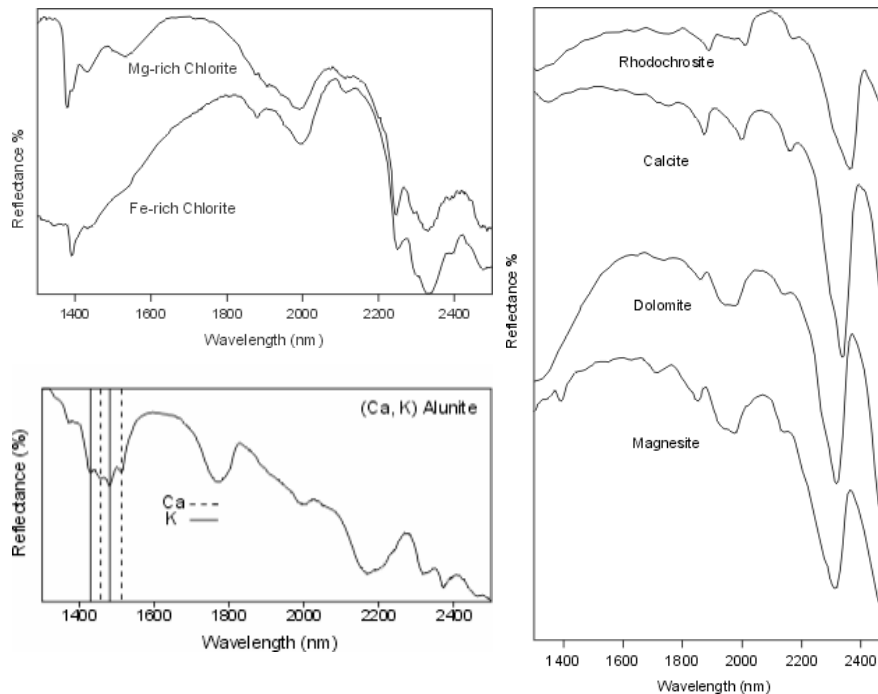 Reflectance %
Mg-rich Chlorite
Fe-rich Chlorite
1400 1600 1800 2000 2200 2400
Wavelength (nm)
Reflectance (%)
(Ca, K) Alunite
Ca
K
1400 1600 1800 2000 2200 2400
Wavelength (nm)
Reflectance %
Rhodochrosite
Calcite
Dolomite
Magnesite
1400 1600 1800 2000 2200 2400
Wavelength (nm)